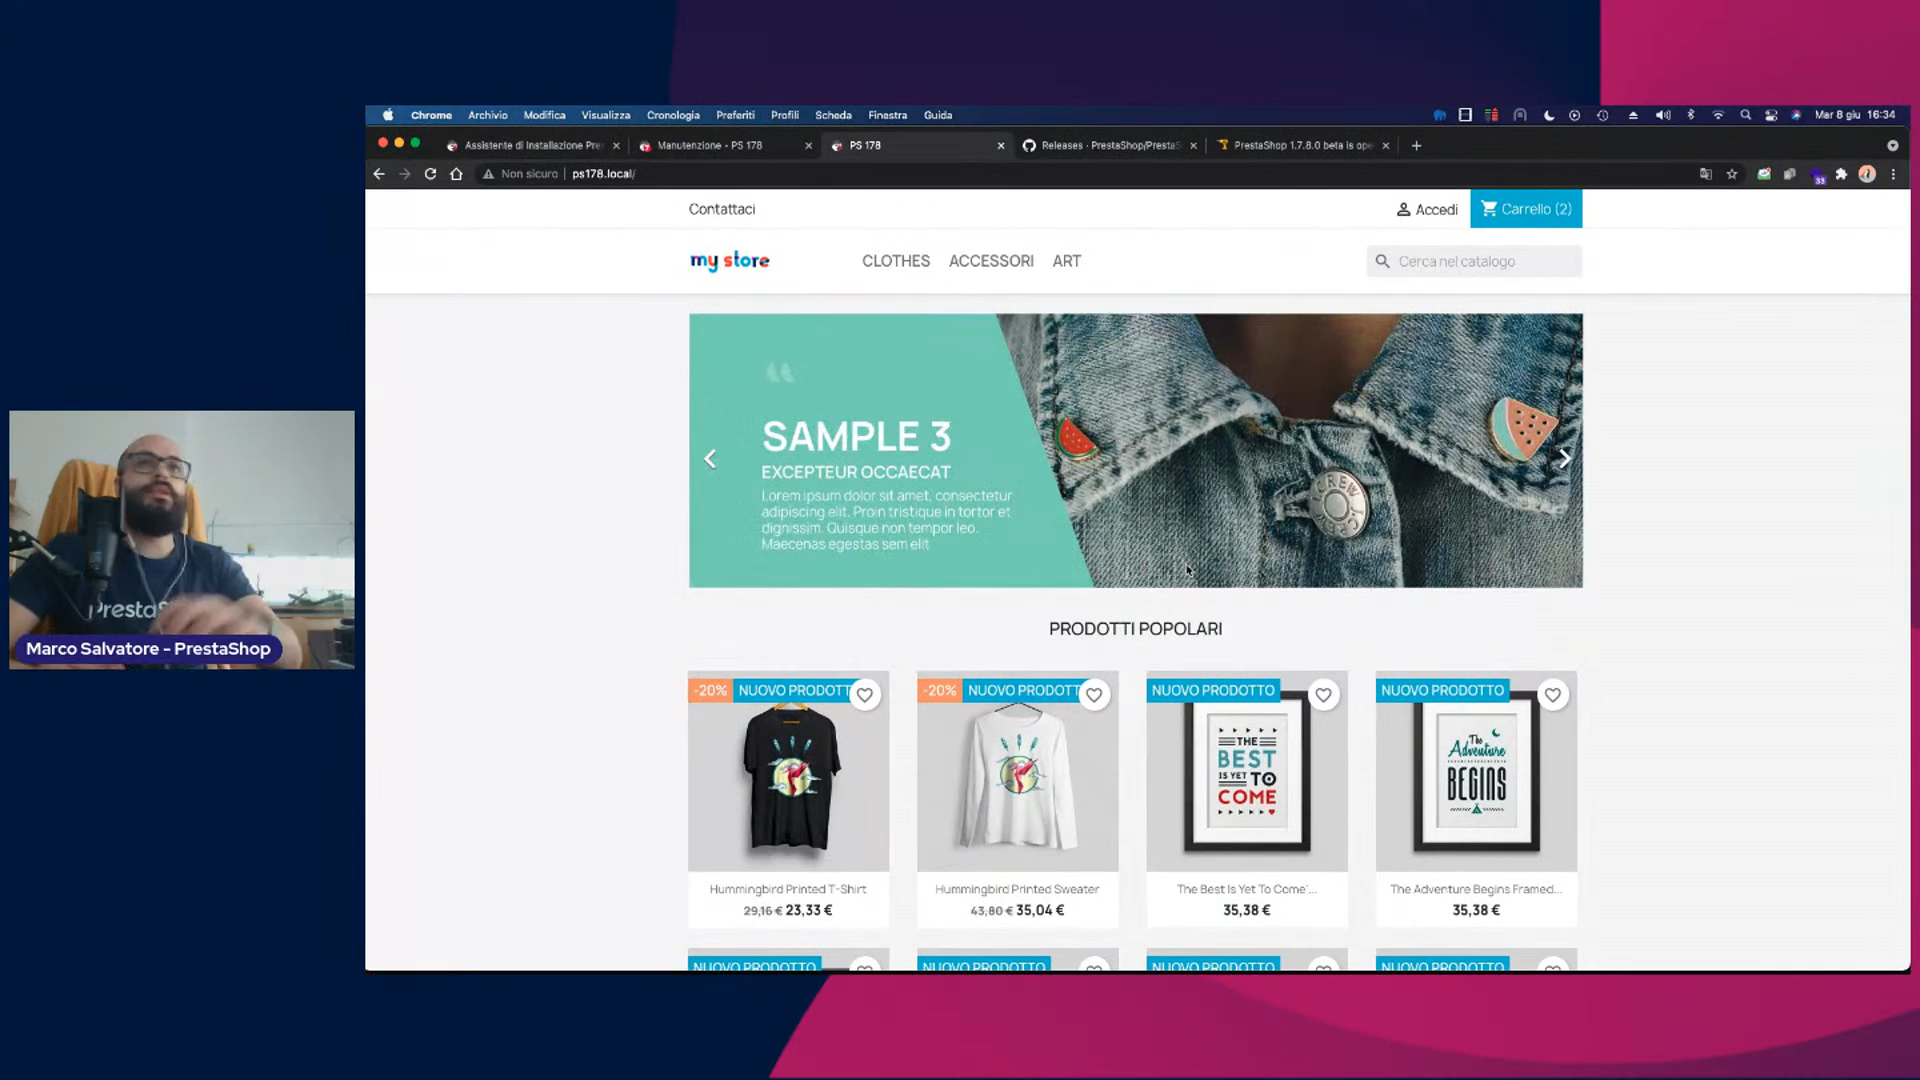 Chrome Archivio Modifica Visualizza Cronologia Preferiti Profili Scheda Finestra Guida Mar 8 giu 16:34
Assistente di Installazione Pre Manutenzione - PS 178 PS 178 Releases · PrestaShop/PrestaS PrestaShop 1.7.8.0 beta is ope
Non sicuro ps178.local/ 33
Contattaci Accedi Carrello (2)
my store CLOTHES ACCESSORI ART Cerca nel catalogo
SAMPLE 3
EXCEPTEUR OCCAECAT
Lorem ipsum dolor sit amet, consectetur
adipiscing elit. Proin tristique in tortor et
dignissim. Quisque non tempor leo.
Maecenas egestas sem elit
J.CREW J.CREW
Presta
Marco Salvatore - PrestaShop
PRODOTTI POPOLARI
-20% NUOVO PRODOTT -20% NUOVO PRODOTT NUOVO PRODOTTO NUOVO PRODOTTO
THE
BEST
IS YET TO
COME
The
Adventure
BEGINS
Hummingbird Printed T-Shirt Hummingbird Printed Sweater The Best Is Yet To Come'... The Adventure Begins Framed...
29,16 € 23,33 € 43,80 € 35,04 € 35,38 € 35,38 €
NUOVO PRODOTTO NUOVO PRODOTTO NUOVO PRODOTTO NUOVO PRODOTTO